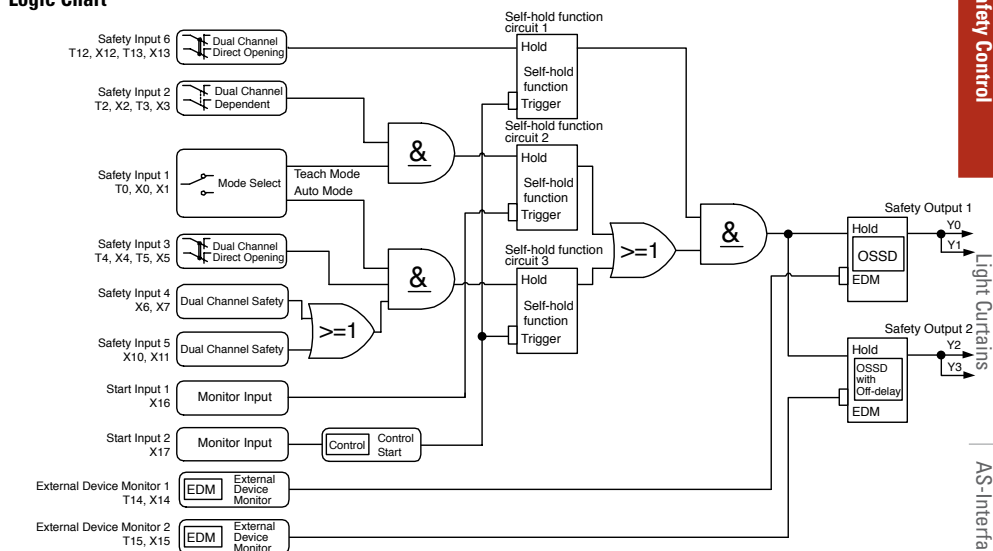 Logic Chart
Safety Input 6
T12, X12, T13, X13
Dual Channel
Direct Opening
Safety Input 2
T2, X2, T3, X3
Dual Channel
Dependent
Safety Input 1
T0, X0, X1
Mode Select
Teach Mode
Auto Mode
Safety Input 3
T4, X4, T5, X5
Dual Channel
Direct Opening
Safety Input 4
X6, X7
Dual Channel Safety
Safety Input 5
X10, X11
Dual Channel Safety
Start Input 1
X16
Monitor Input
Start Input 2
X17
Monitor Input
Control
Control
Start
External Device Monitor 1
T14, X14
EDM
External
Device
Monitor
External Device Monitor 2
T15, X15
EDM
External
Device
Monitor
&
&
>=1
Self-hold function
circuit 1
Hold
Self-hold
function
Trigger
Self-hold function
circuit 2
Hold
Self-hold
function
Trigger
Self-hold function
circuit 3
Hold
Self-hold
function
Trigger
>=1
&
Safety Output 1
Hold
OSSD
EDM
Y0
Y1
Safety Output 2
Hold
OSSD
with
Off-delay
EDM
Y2
Y3
afety Control
Light Curtains
AS-Interfa